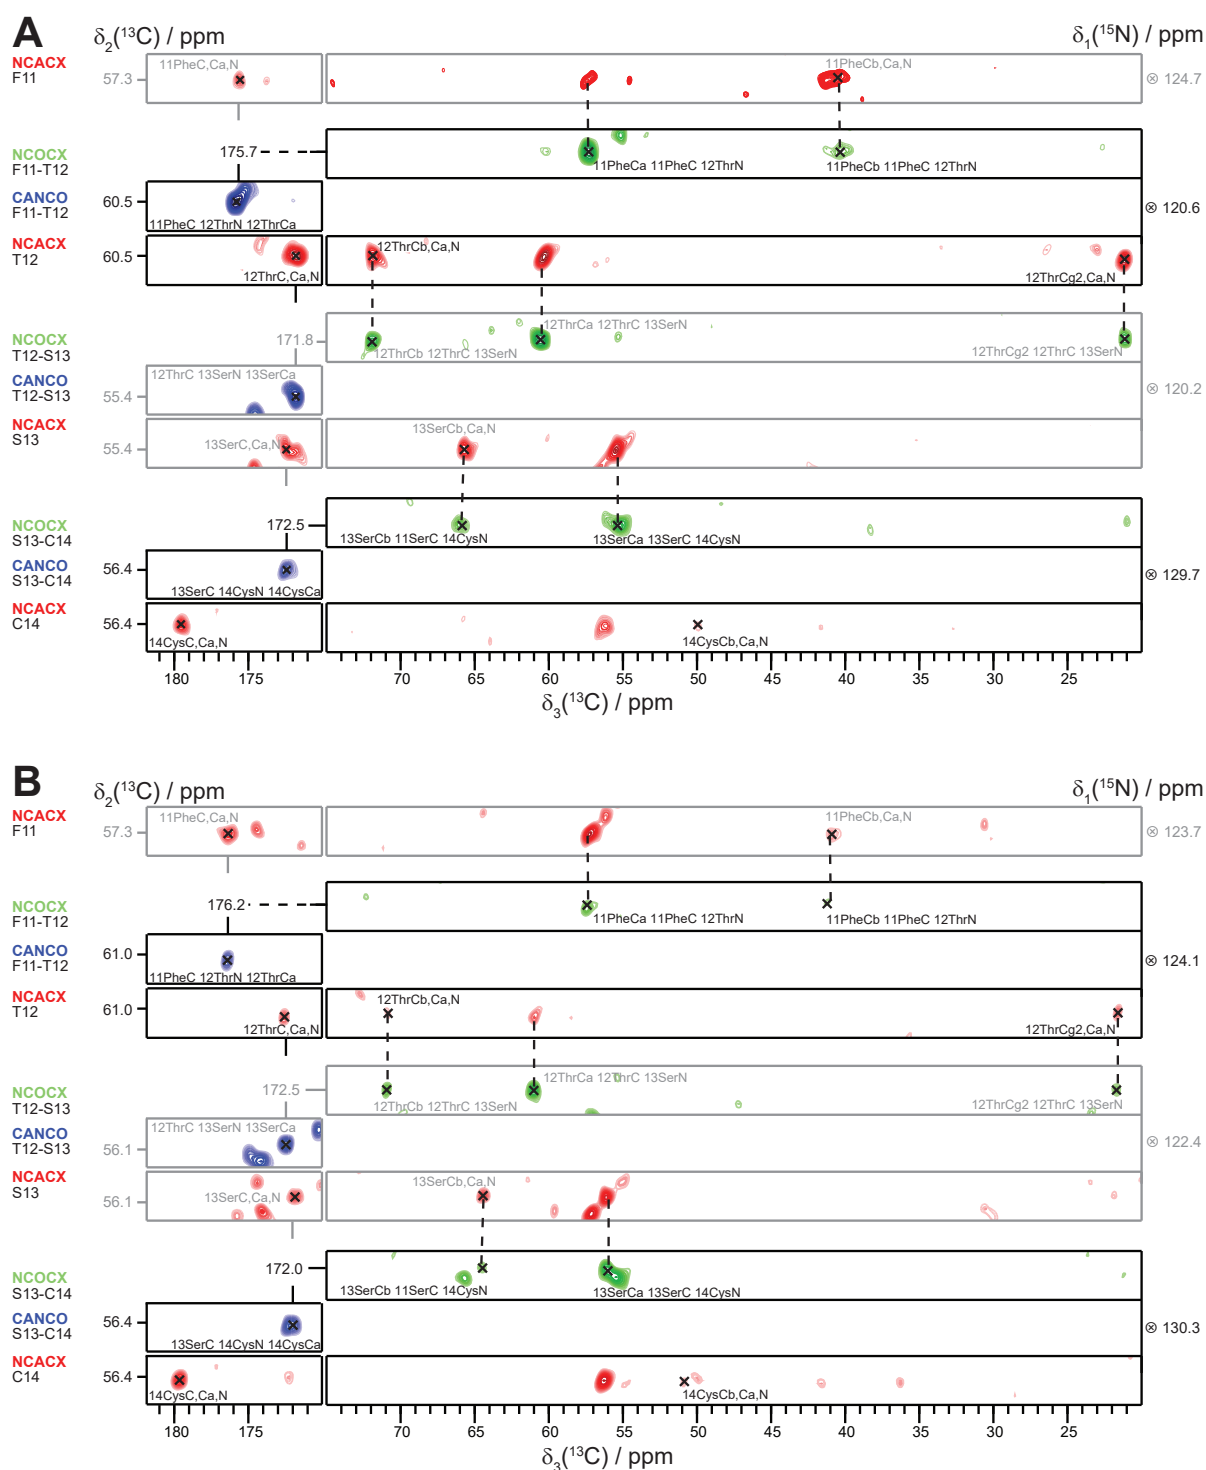 A
δ2(13C) / ppm
δ1(15N) / ppm
NCACX
F11
57.3
11PheC,Ca,N
11PheCb,Ca,N
⊗ 124.7
NCOCX
F11-T12
175.7
11PheCa 11PheC 12ThrN
11PheCb 11PheC 12ThrN
CANCO
F11-T12
60.5
11PheC 12ThrN 12ThrCa
⊗ 120.6
NCACX
T12
60.5
12ThrC,Ca,N
12ThrCb,Ca,N
12ThrCg2,Ca,N
NCOCX
T12-S13
171.8
12ThrCa 12ThrC 13SerN
12ThrCb 12ThrC 13SerN
12ThrCg2 12ThrC 13SerN
CANCO
T12-S13
55.4
12ThrC 13SerN 13SerCa
⊗ 120.2
NCACX
S13
55.4
13SerC,Ca,N
13SerCb,Ca,N
NCOCX
S13-C14
172.5
13SerCb 11SerC 14CysN
13SerCa 13SerC 14CysN
CANCO
S13-C14
56.4
13SerC 14CysN 14CysCa
⊗ 129.7
NCACX
C14
56.4
14CysC,Ca,N
14CysCb,Ca,N
180 175 70 65 60 55 50 45 40 35 30 25
δ3(13C) / ppm
B
δ2(13C) / ppm
δ1(15N) / ppm
NCACX
F11
57.3
11PheC,Ca,N
11PheCb,Ca,N
⊗ 123.7
NCOCX
F11-T12
176.2
11PheCa 11PheC 12ThrN
11PheCb 11PheC 12ThrN
CANCO
F11-T12
61.0
11PheC 12ThrN 12ThrCa
⊗ 124.1
NCACX
T12
61.0
12ThrC,Ca,N
12ThrCb,Ca,N
12ThrCg2,Ca,N
NCOCX
T12-S13
172.5
12ThrCa 12ThrC 13SerN
12ThrCb 12ThrC 13SerN
12ThrCg2 12ThrC 13SerN
CANCO
T12-S13
56.1
12ThrC 13SerN 13SerCa
⊗ 122.4
NCACX
S13
56.1
13SerC,Ca,N
13SerCb,Ca,N
NCOCX
S13-C14
172.0
13SerCb 11SerC 14CysN
13SerCa 13SerC 14CysN
CANCO
S13-C14
56.4
13SerC 14CysN 14CysCa
⊗ 130.3
NCACX
C14
56.4
14CysC,Ca,N
14CysCb,Ca,N
180 175 70 65 60 55 50 45 40 35 30 25
δ3(13C) / ppm